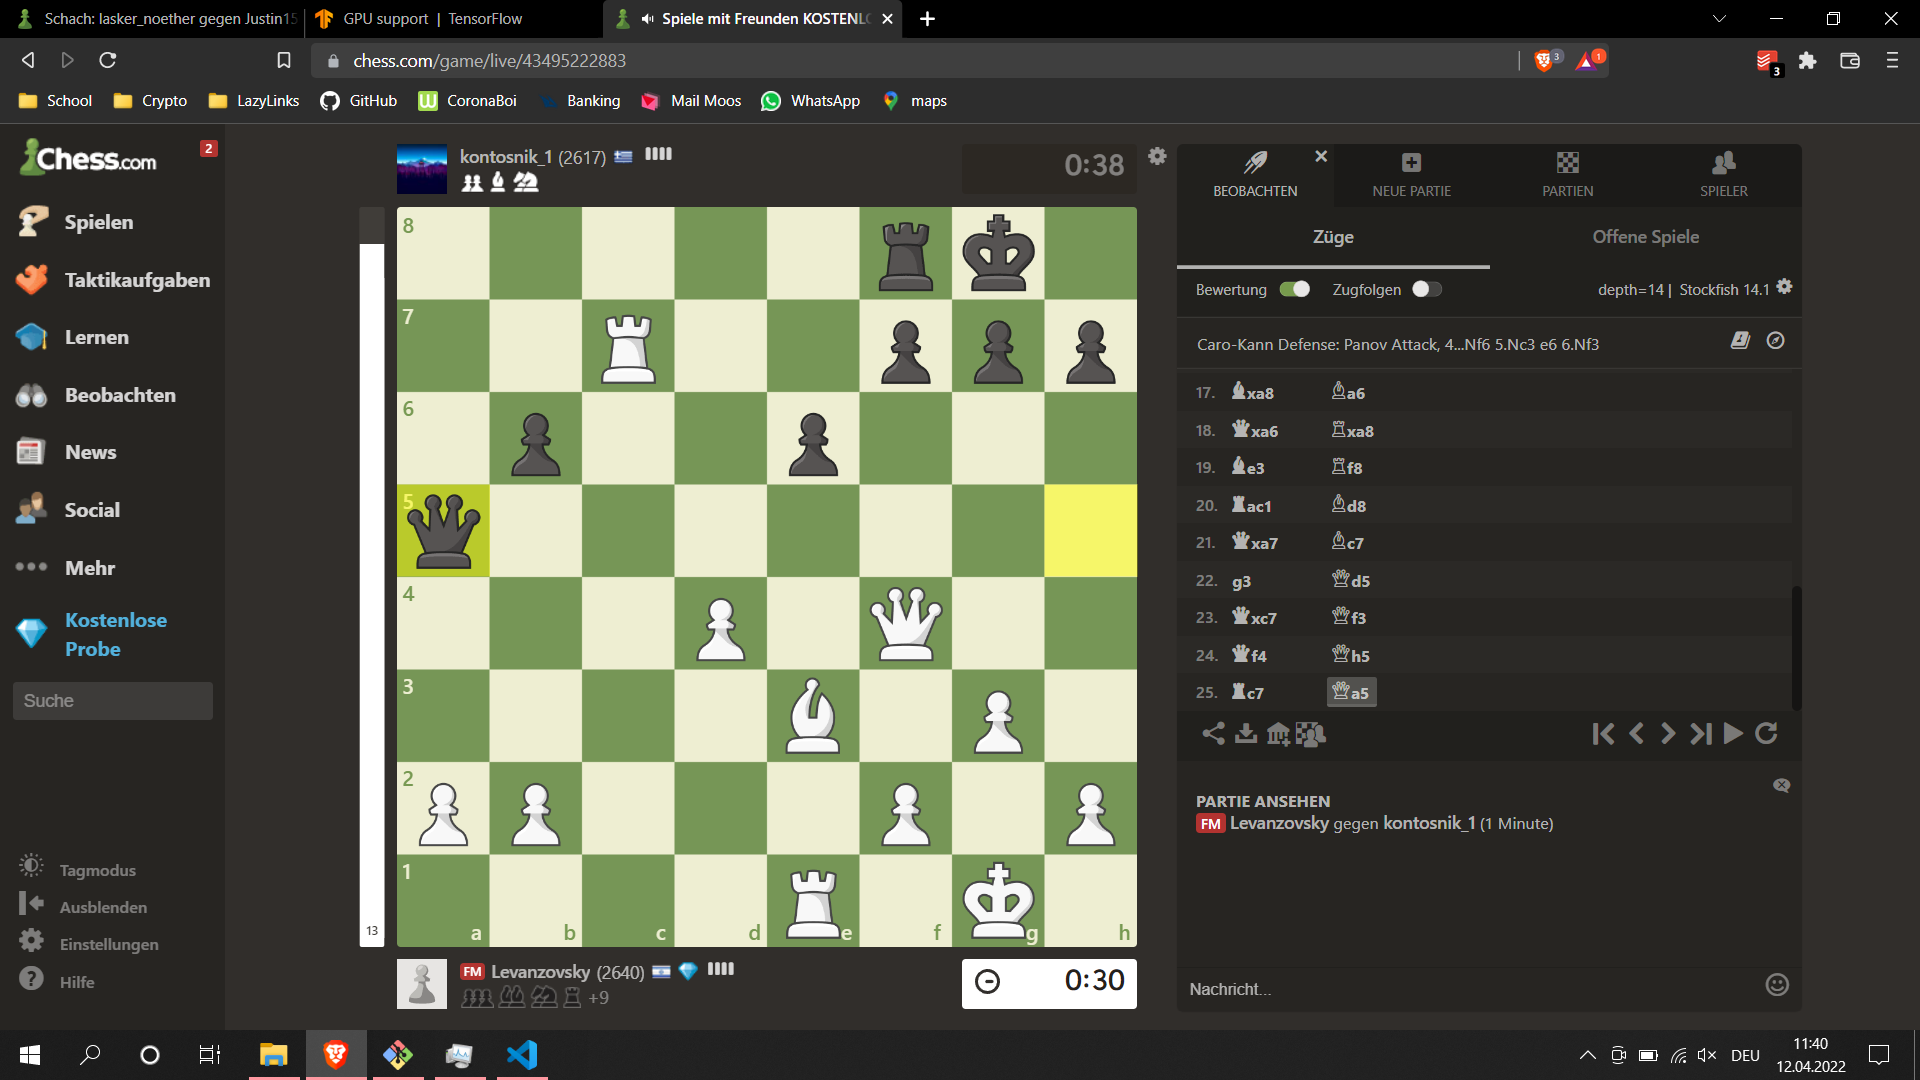 Schach: lasker_noether gegen Justin15
GPU support | TensorFlow
Spiele mit Freunden KOSTENLO
chess.com/game/live/43495222883
3
1
3
School
Crypto
LazyLinks
GitHub
CoronaBoi
Banking
Mail Moos
WhatsApp
maps
Chess.com
2
Spielen
Taktikaufgaben
Lernen
Beobachten
News
Social
Mehr
Kostenlose
Probe
Suche
Tagmodus
Ausblenden
Einstellungen
Hilfe
kontosnik_1 (2617)
0:38
8
7
6
5
4
3
2
1
a b c d e f g h
13
FM Levanzovsky (2640)
+9
0:30
BEOBACHTEN
NEUE PARTIE
PARTIEN
SPIELER
Züge
Offene Spiele
Bewertung
Zugfolgen
depth=14 | Stockfish 14.1
Caro-Kann Defense: Panov Attack, 4...Nf6 5.Nc3 e6 6.Nf3
17. xa8 a6
18. xa6 xa8
19. e3 f8
20. ac1 d8
21. xa7 c7
22. g3 d5
23. xc7 f3
24. f4 h5
25. c7 a5
PARTIE ANSEHEN
FM Levanzovsky gegen kontosnik_1 (1 Minute)
Nachricht...
DEU
11:40
12.04.2022